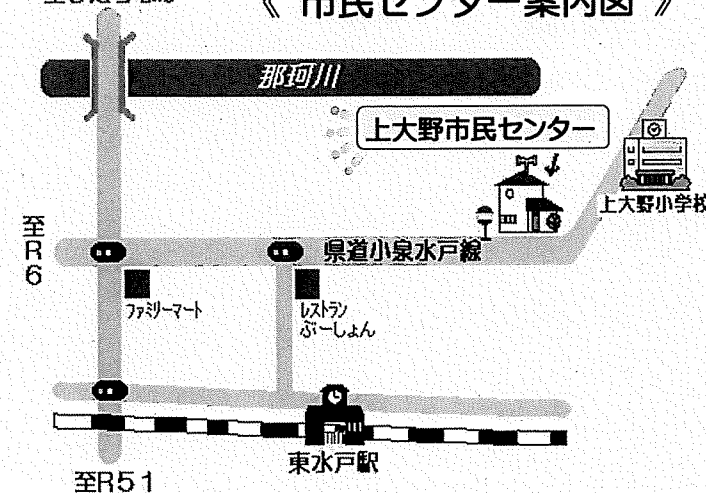 《 市民センター案内図 》
那珂川
上大野市民センター
上大野小学校
至R6
県道小泉水戸線
ファミリーマート
レストラン
ぶーしょん
東水戸駅
至R51